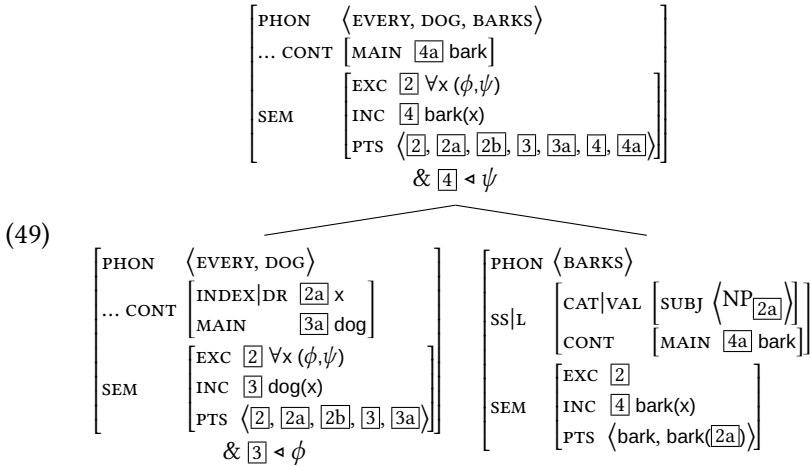 PHON ⟨EVERY, DOG, BARKS⟩
... CONT [MAIN 4a bark]
EXC 2 ∀x (ϕ,ψ)
SEM INC 4 bark(x)
PTS ⟨2, 2a, 2b, 3, 3a, 4, 4a⟩
& 4 ◃ ψ
(49)
PHON ⟨EVERY, DOG⟩
... CONT INDEX|DR 2a x
MAIN 3a dog
EXC 2 ∀x (ϕ,ψ)
SEM INC 3 dog(x)
PTS ⟨2, 2a, 2b, 3, 3a⟩
& 3 ◃ ϕ
PHON ⟨BARKS⟩
SS|L CAT|VAL [SUBJ ⟨NP2a⟩]
CONT [MAIN 4a bark]
EXC 2
SEM INC 4 bark(x)
PTS ⟨bark, bark(2a)⟩